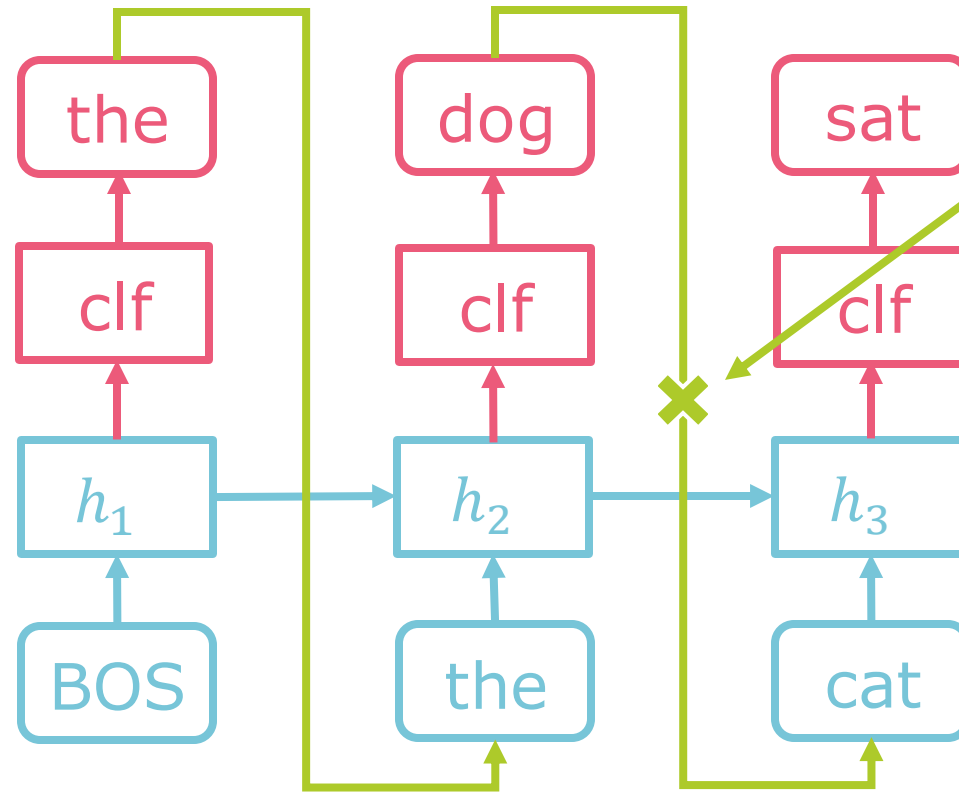 the dog sat
clf clf clf
h₁ h₂ h₃
BOS the cat